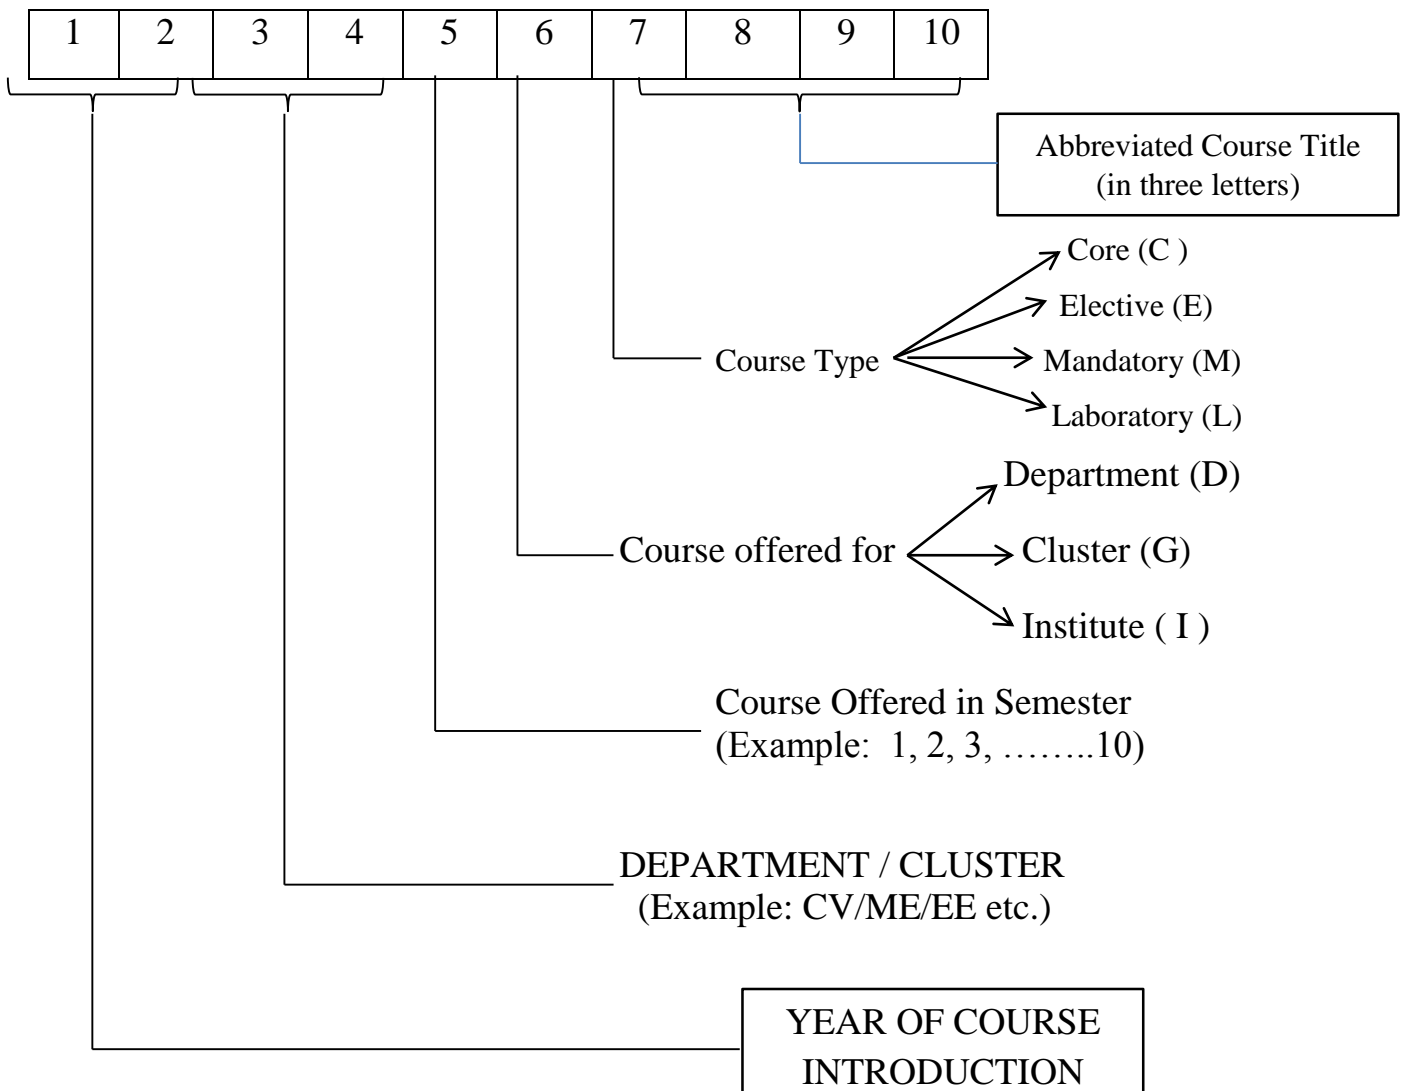 1 2 3 4 5 6 7 8 9 10
Abbreviated Course Title
(in three letters)
Core (C )
Elective (E)
Course Type
Mandatory (M)
Laboratory (L)
Department (D)
Course offered for
Cluster (G)
Institute ( I )
Course Offered in Semester
(Example: 1, 2, 3, ……..10)
DEPARTMENT / CLUSTER
(Example: CV/ME/EE etc.)
YEAR OF COURSE
INTRODUCTION